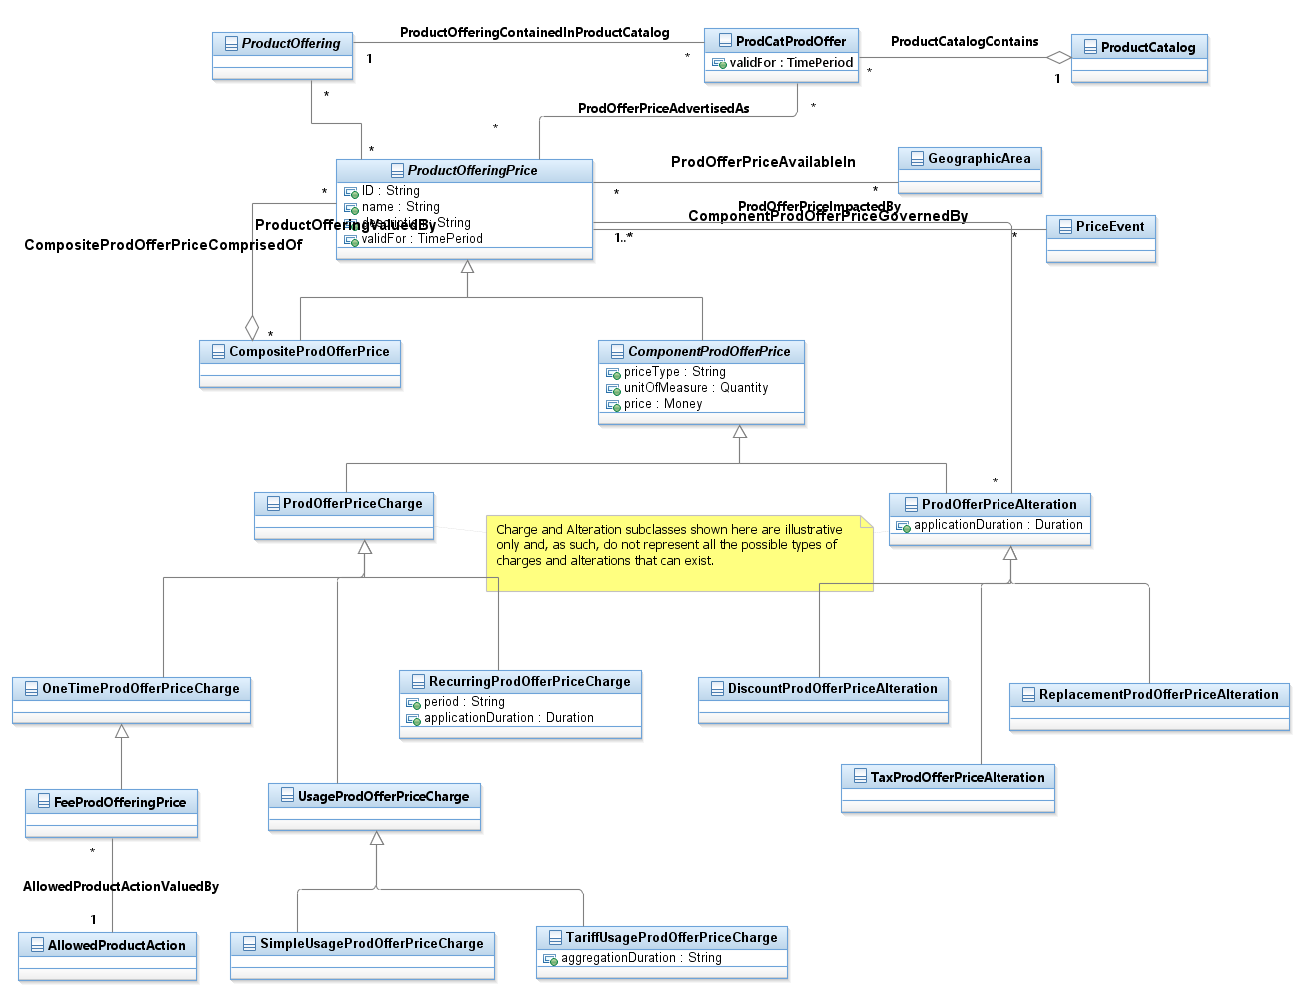 ProductOfferingContainedInProductCatalog
ProductOffering
1
*
ProdCatProdOffer
validFor : TimePeriod
ProductCatalogContains
*
1
ProductCatalog
*
ProdOfferPriceAdvertisedAs
*
*
*
ProductOfferingPrice
ID : String
name : String
description : String
validFor : TimePeriod
*
ProductOfferingValuedBy
CompositeProdOfferPriceComprisedOf
ProdOfferPriceAvailableIn
*
*
GeographicArea
ProdOfferPriceImpactedBy
ComponentProdOfferPriceGovernedBy
1..*
*
PriceEvent
*
CompositeProdOfferPrice
ComponentProdOfferPrice
priceType : String
unitOfMeasure : Quantity
price : Money
*
ProdOfferPriceCharge
ProdOfferPriceAlteration
applicationDuration : Duration
Charge and Alteration subclasses shown here are illustrative
only and, as such, do not represent all the possible types of
charges and alterations that can exist.
OneTimeProdOfferPriceCharge
RecurringProdOfferPriceCharge
period : String
applicationDuration : Duration
DiscountProdOfferPriceAlteration
ReplacementProdOfferPriceAlteration
TaxProdOfferPriceAlteration
FeeProdOfferingPrice
UsageProdOfferPriceCharge
*
AllowedProductActionValuedBy
1
AllowedProductAction
SimpleUsageProdOfferPriceCharge
TariffUsageProdOfferPriceCharge
aggregationDuration : String